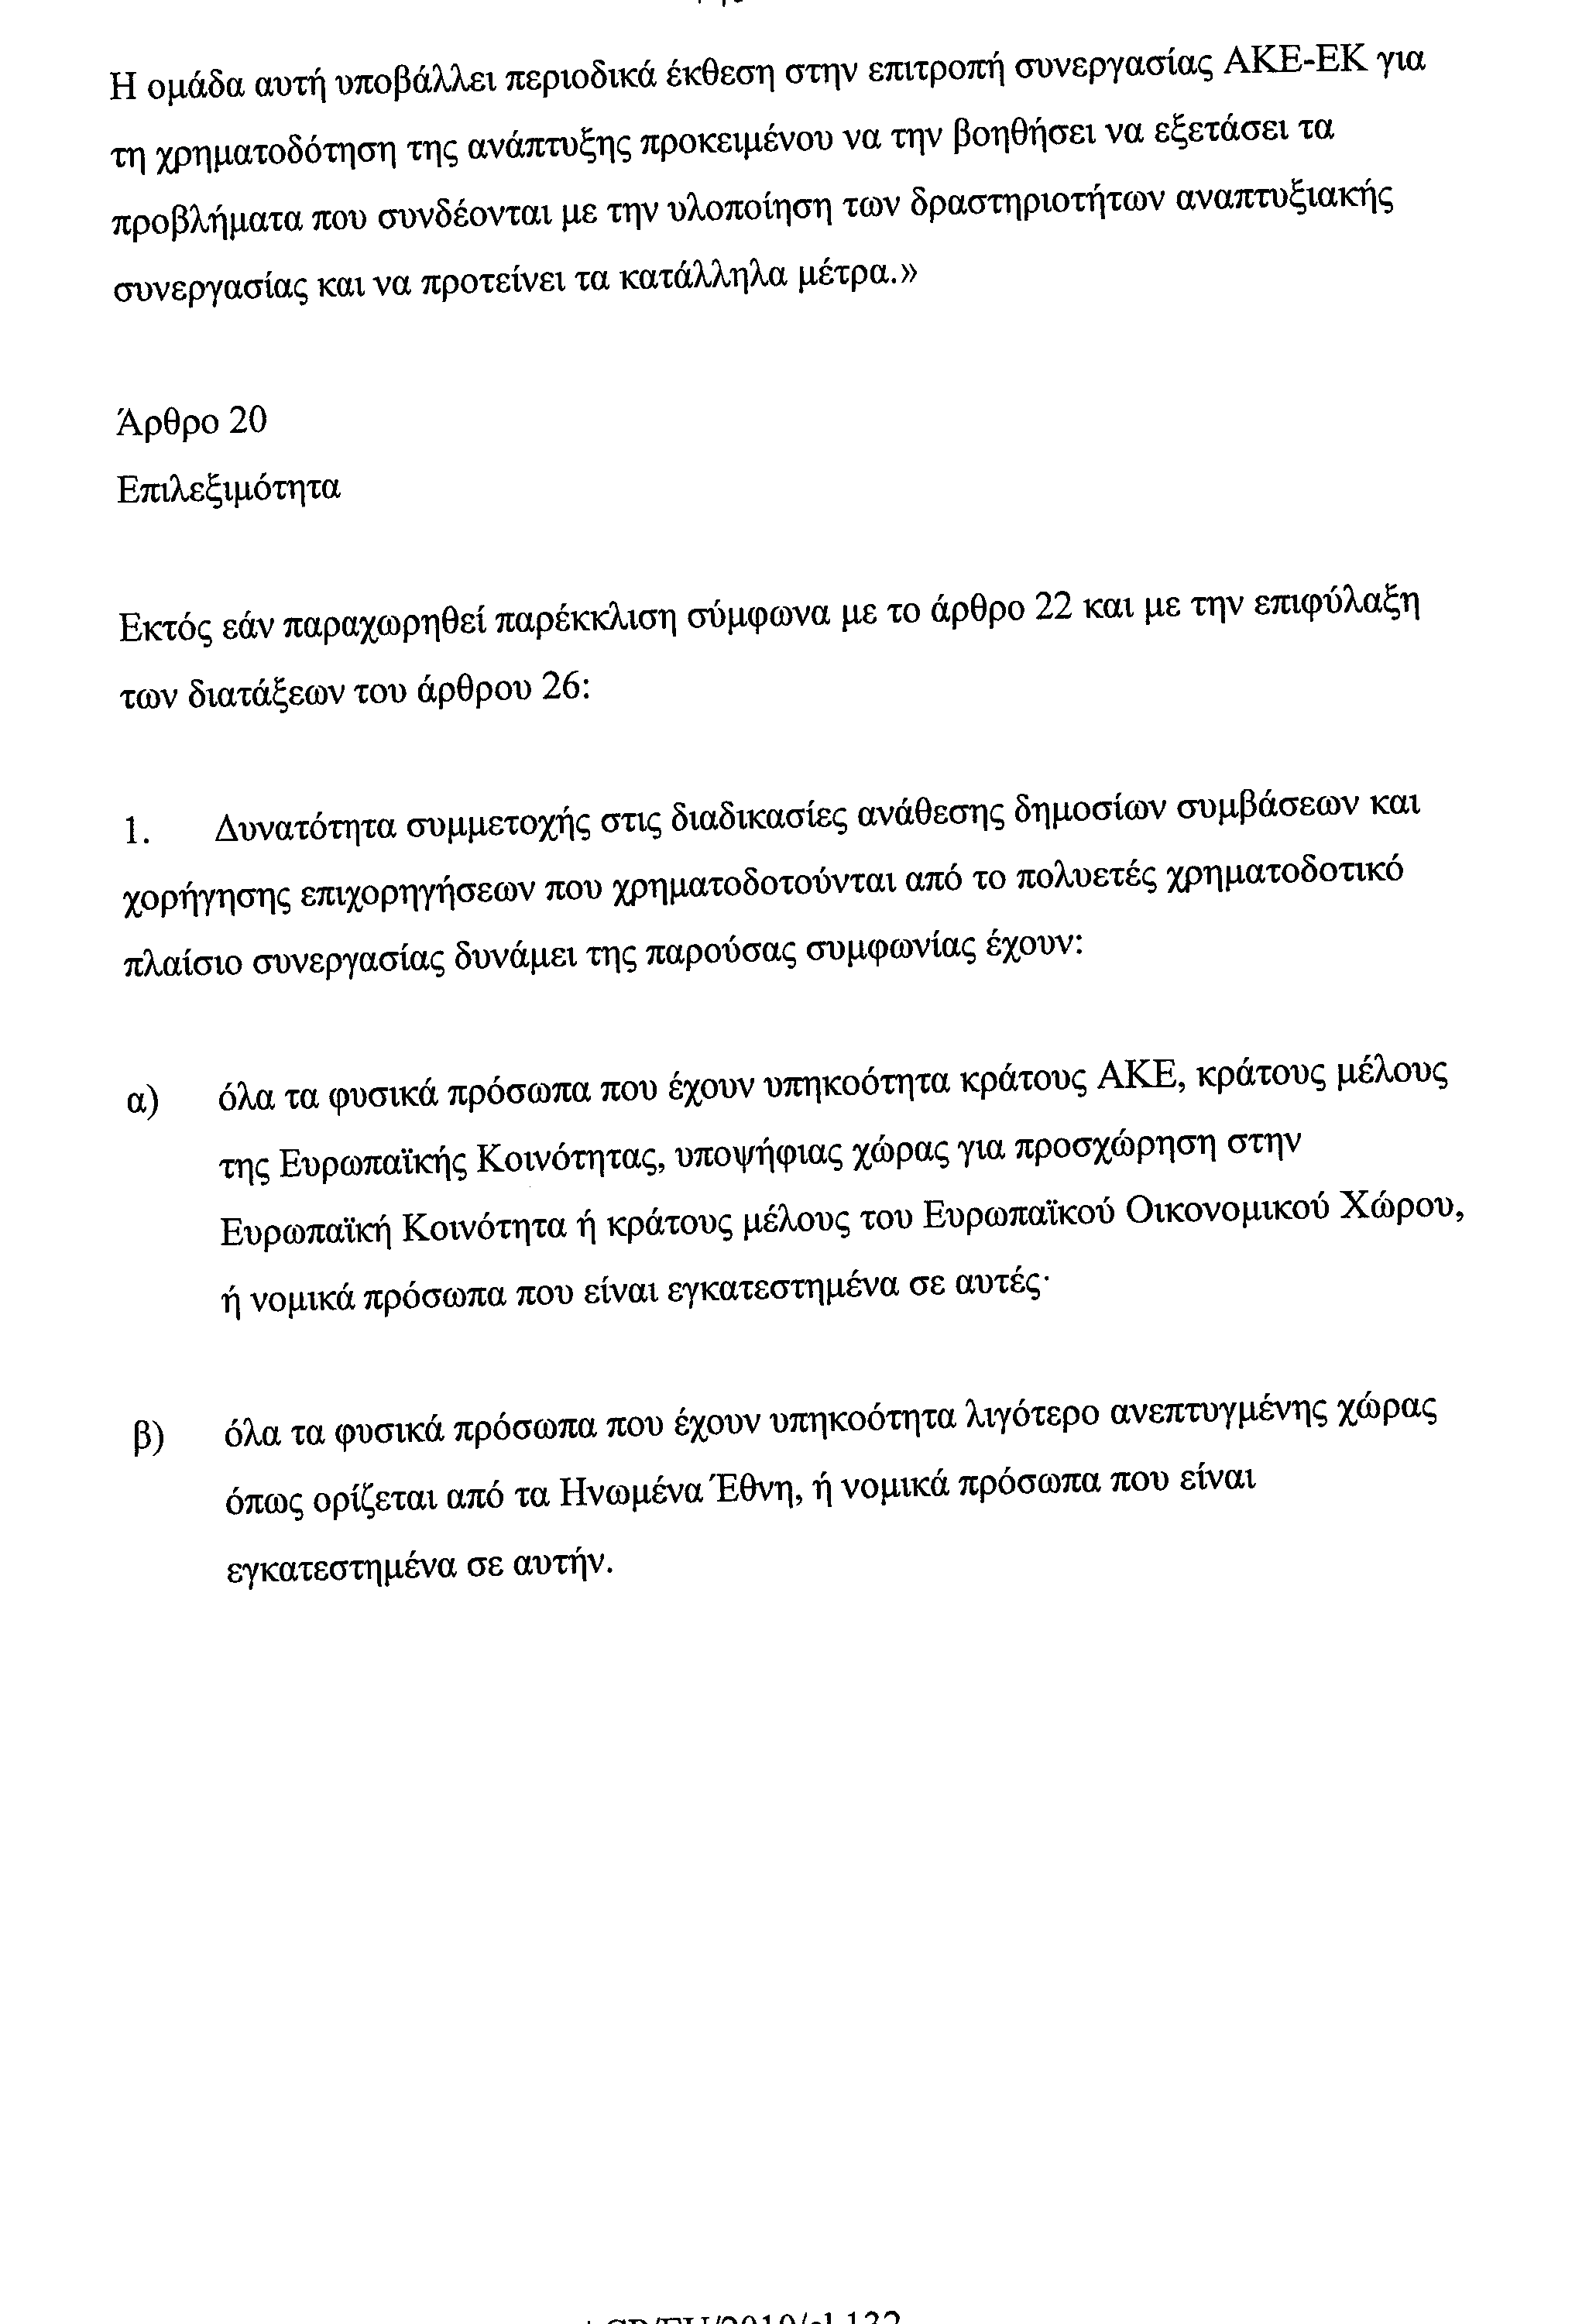 Η ομάδα αυτή υποβάλλει περιοδικά έκθεση στην επιτροπή συνεργασίας ΑΚΕ-ΕΚ για
τη χρηματοδότηση της ανάπτυξης προκειμένου να την βοηθήσει να εξετάσει τα
προβλήματα που συνδέονται με την υλοποίηση των δραστηριοτήτων αναπτυξιακής
συνεργασίας και να προτείνει τα κατάλληλα μέτρα.»
Άρθρο 20
Επιλεξιμότητα
Εκτός εάν παραχωρηθεί παρέκκλιση σύμφωνα με το άρθρο 22 και με την επιφύλαξη
των διατάξεων του άρθρου 26:
1. Δυνατότητα συμμετοχής στις διαδικασίες ανάθεσης δημοσίων συμβάσεων και
χορήγησης επιχορηγήσεων που χρηματοδοτούνται από το πολυετές χρηματοδοτικό
πλαίσιο συνεργασίας δυνάμει της παρούσας συμφωνίας έχουν:
α) όλα τα φυσικά πρόσωπα που έχουν υπηκοότητα κράτους ΑΚΕ, κράτους μέλους
της Ευρωπαϊκής Κοινότητας, υποψήφιας χώρας για προσχώρηση στην
Ευρωπαϊκή Κοινότητα ή κράτους μέλους του Ευρωπαϊκού Οικονομικού Χώρου,
ή νομικά πρόσωπα που είναι εγκατεστημένα σε αυτές·
β) όλα τα φυσικά πρόσωπα που έχουν υπηκοότητα λιγότερο ανεπτυγμένης χώρας
όπως ορίζεται από τα Ηνωμένα Έθνη, ή νομικά πρόσωπα που είναι
εγκατεστημένα σε αυτήν.